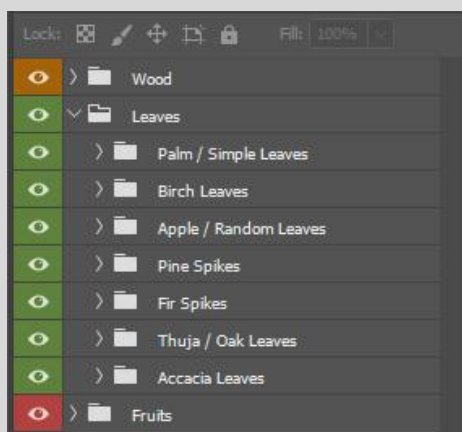 Lock: Fill: 100%
Wood
Leaves
Palm / Simple Leaves
Birch Leaves
Apple / Random Leaves
Pine Spikes
Fir Spikes
Thuja / Oak Leaves
Accacia Leaves
Fruits